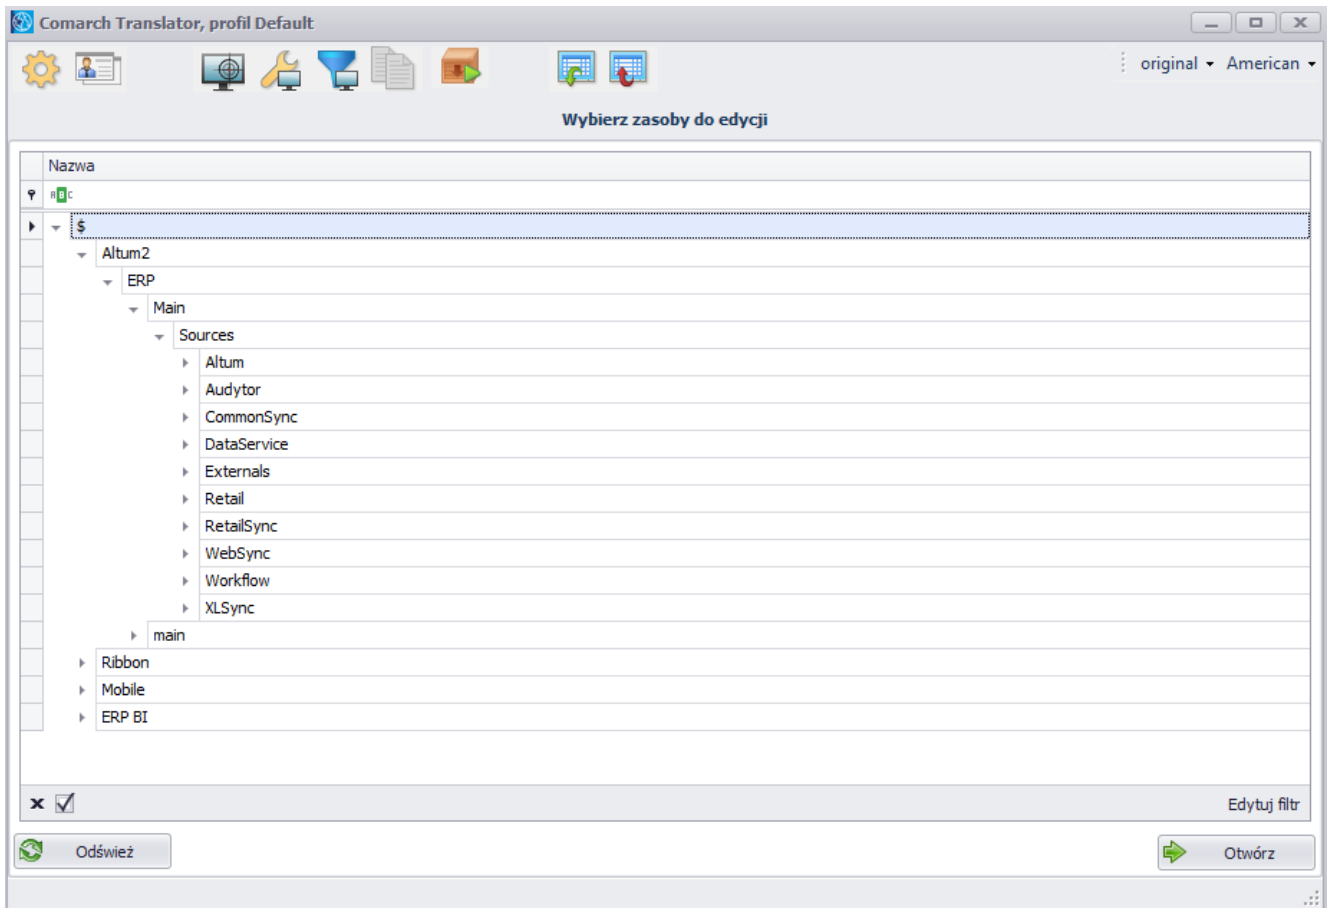 Comarch Translator, profil Default
original American
Wybierz zasoby do edycji
Nazwa
ABC
$
Altum2
ERP
Main
Sources
Altum
Audytor
CommonSync
DataService
Externals
Retail
RetailSync
WebSync
Workflow
XLSync
main
Ribbon
Mobile
ERP BI
Edytuj filtr
Odśwież
Otwórz